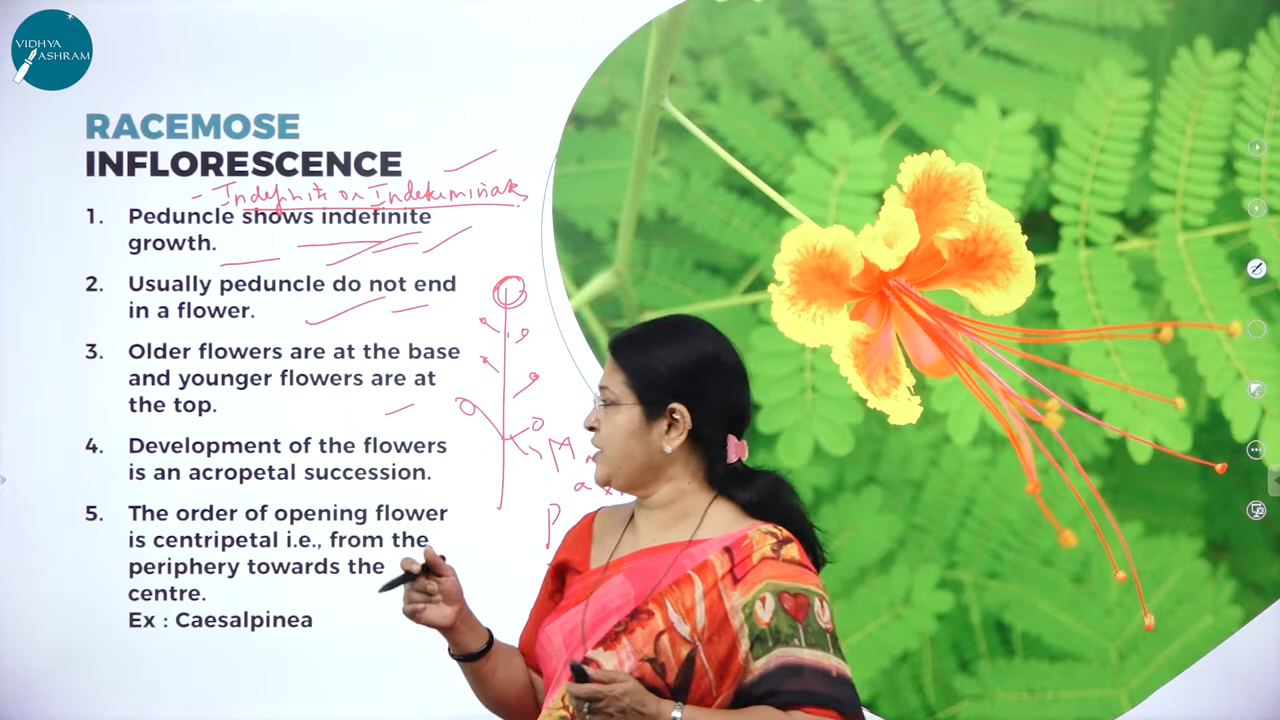 VIDHYA
ASHRAM
RACEMOSE
INFLORESCENCE
- Indefinite or Indeterminate
1. Peduncle shows indefinite
growth.
2. Usually peduncle do not end
in a flower.
3. Older flowers are at the base
and younger flowers are at
the top.
4. Development of the flowers
is an acropetal succession.
5. The order of opening flower
is centripetal i.e., from the
periphery towards the
centre.
Ex : Caesalpinea